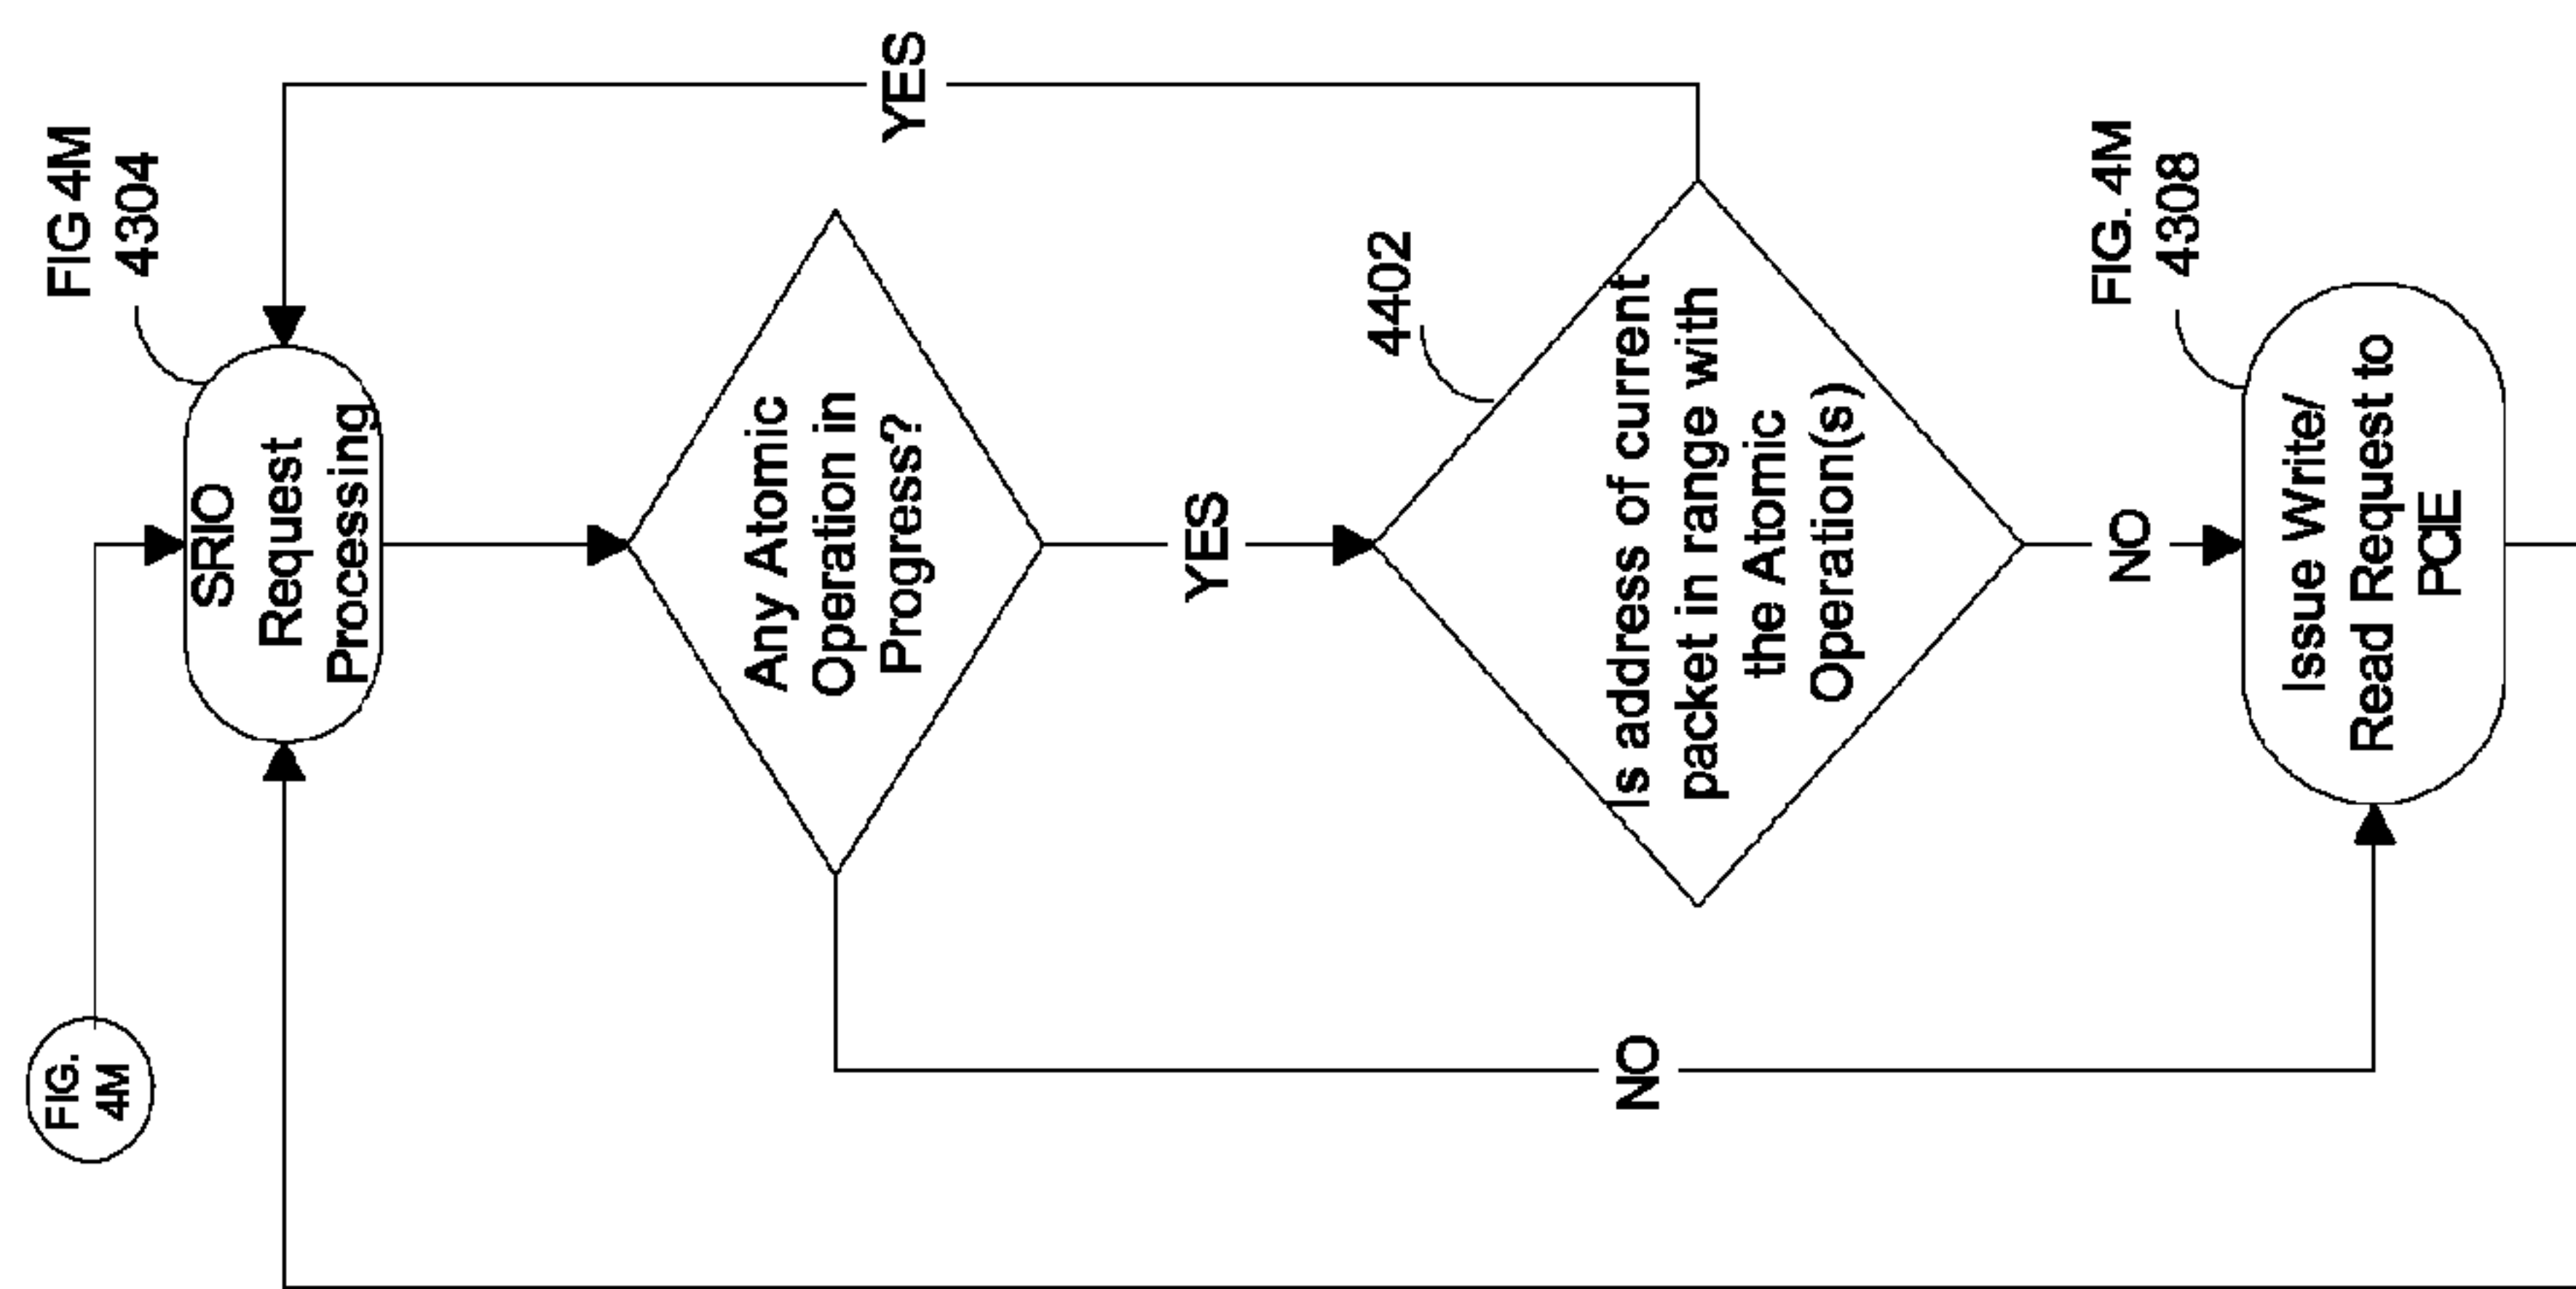 FIG.
4M
FIG 4M
4304
SRIO
Request
Processing
YES
Any Atomic
Operation in
Progress?
YES
4402
Is address of current
packet in range with
the Atomic
Operation(s)
NO
NO
FIG. 4M
4308
Issue Write/
Read Request to
PCIE